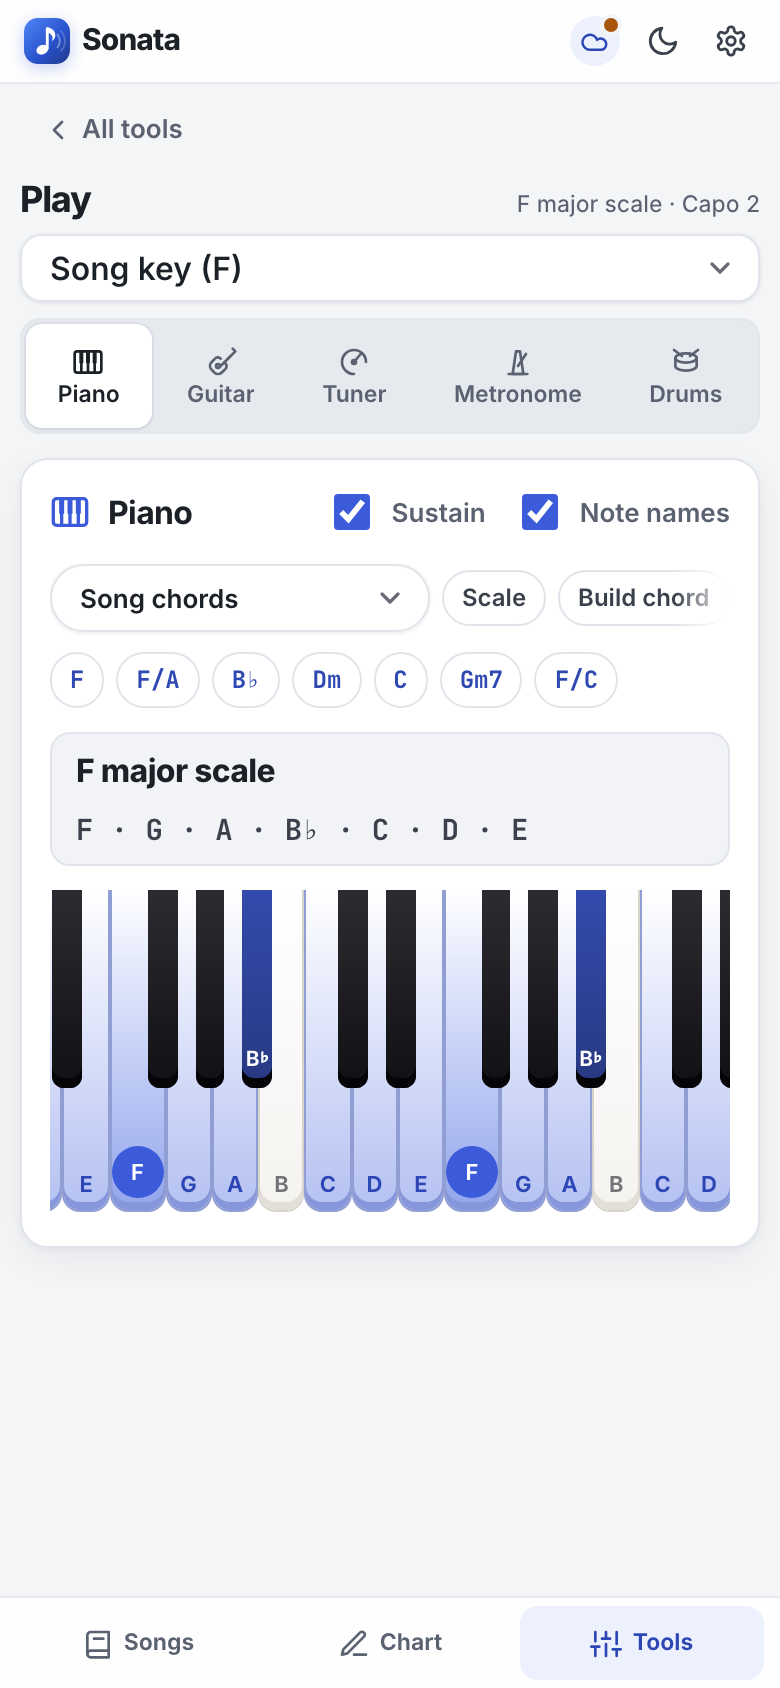 Sonata
All tools
Play
F major scale · Capo 2
Song key (F)
Piano Guitar Tuner Metronome Drums
Piano Sustain Note names
Song chords Scale Build chord
F F/A B♭ Dm C Gm7 F/C
F major scale
F · G · A · B♭ · C · D · E
B♭ B♭
E F G A B C D E F G A B C D
Songs Chart Tools